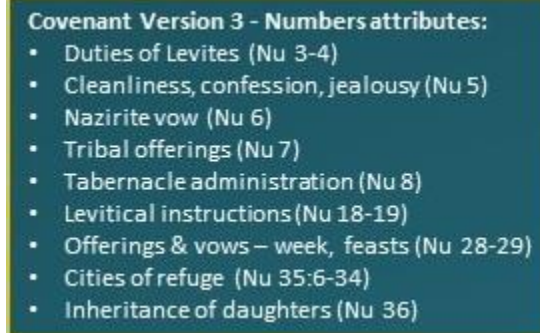 Covenant Version 3 - Numbers attributes:
• Duties of Levites (Nu 3-4)
• Cleanliness, confession, jealousy (Nu 5)
• Nazirite vow (Nu 6)
• Tribal offerings (Nu 7)
• Tabernacle administration (Nu 8)
• Levitical instructions (Nu 18-19)
• Offerings & vows – week, feasts (Nu 28-29)
• Cities of refuge (Nu 35:6-34)
• Inheritance of daughters (Nu 36)